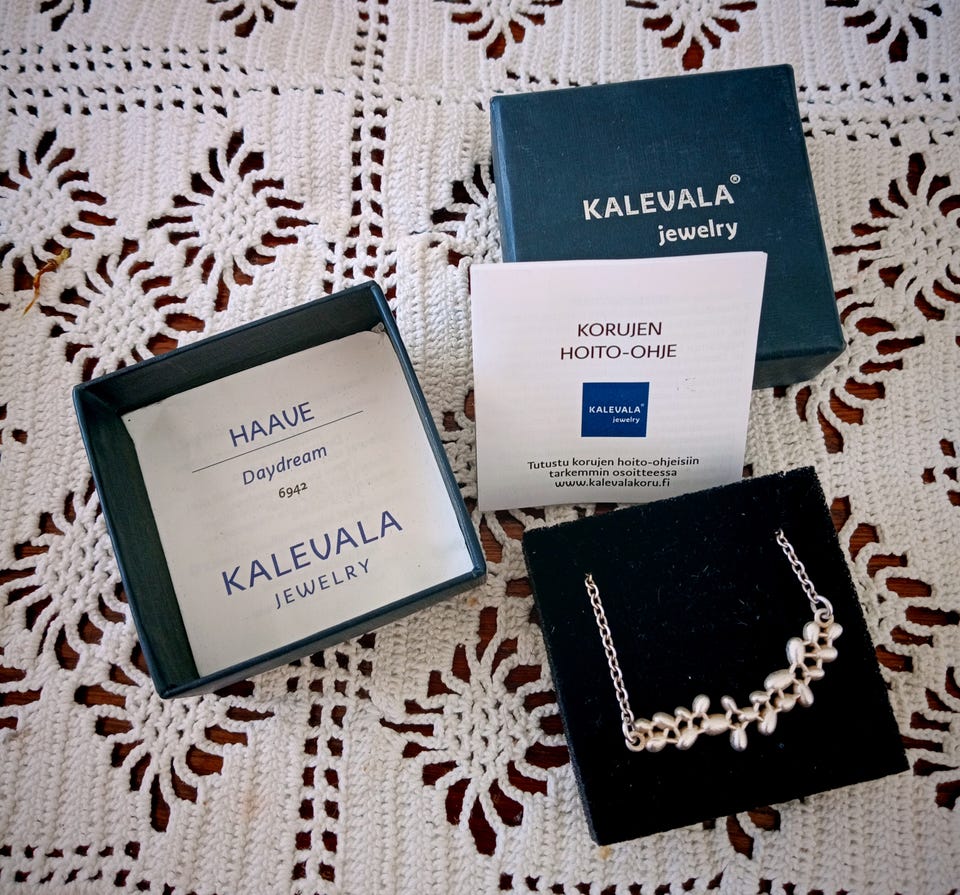 KALEVALA®
jewelry
KORUJEN
HOITO-OHJE
KALEVALA®
jewelry
Tutustu korujen hoito-ohjeisiin
tarkemmin osoitteessa
www.kalevalakoru.fi
HAAVE
Daydream
6942
KALEVALA
JEWELRY